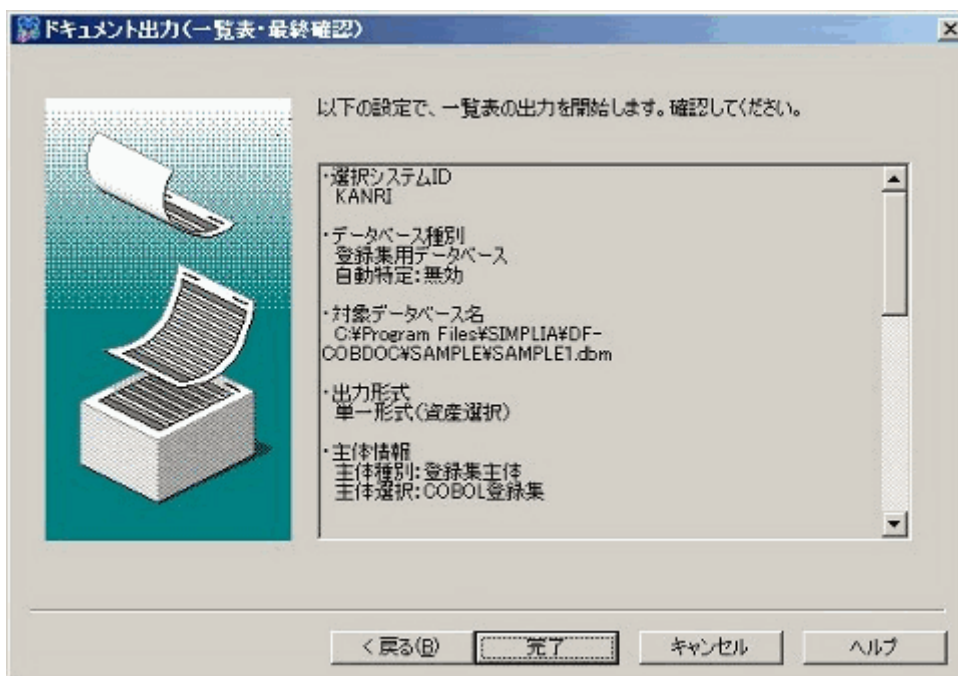 ドキュメント出力(一覧表・最終確認)
以下の設定で、一覧表の出力を開始します。確認してください。
・選択システムID
KANRI
・データベース種別
登録集用データベース
自動特定:無効
・対象データベース名
C:¥Program Files¥SIMPLIA¥DF-
COBDOC¥SAMPLE¥SAMPLE1.dbm
・出力形式
単一形式(資産選択)
・主体情報
主体種別:登録集主体
主体選択:COBOL登録集
< 戻る(B)
完了
キャンセル
ヘルプ